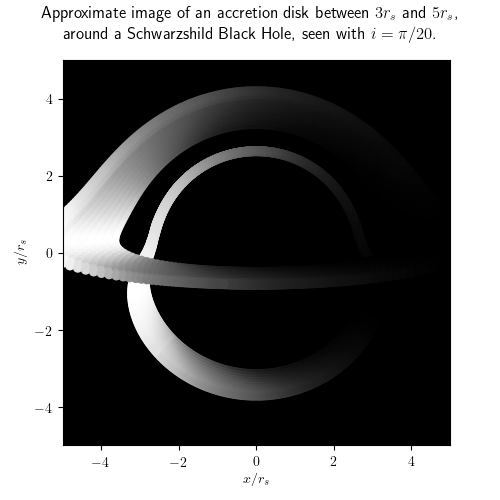 Approximate image of an accretion disk between $3r_s$ and $5r_s$,
around a Schwarzshild Black Hole, seen with $i = \pi/20$.
4
2
0
−2
−4
$y/r_s$
−4 −2 0 2 4
$x/r_s$